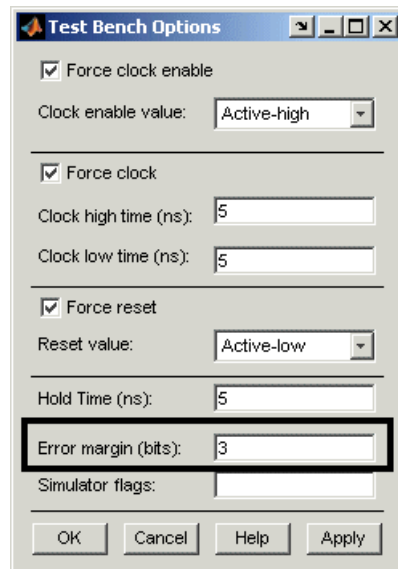 Test Bench Options
Force clock enable
Clock enable value: Active-high
Force clock
Clock high time (ns): 5
Clock low time (ns): 5
Force reset
Reset value: Active-low
Hold Time (ns): 5
Error margin (bits): 3
Simulator flags:
OK Cancel Help Apply